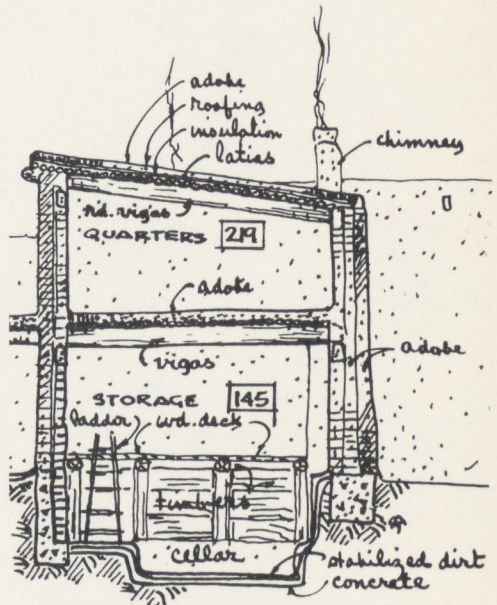 adobe
roofing
insulation
latias
chimney
rd. vigas
QUARTERS 219
adobe
vigas
adobe
STORAGE 145
laddor wd. deck
timbers
cellar
stabilized dirt
concrete